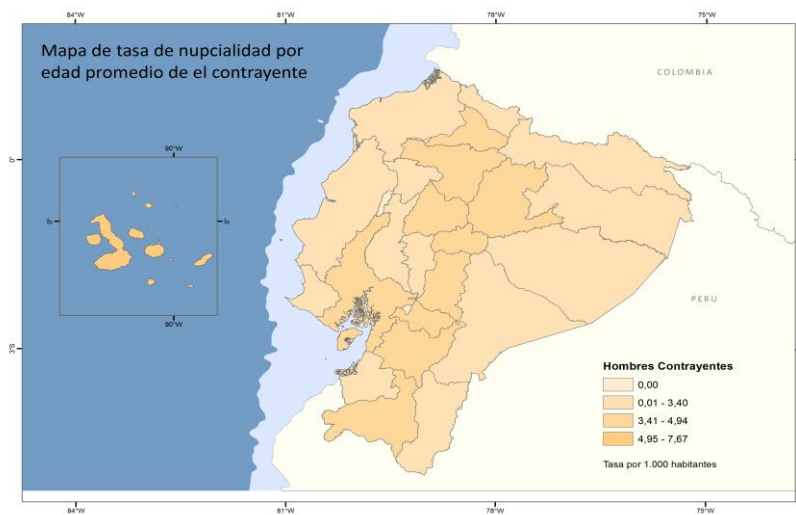 84°W
81°W
78°W
75°W
Mapa de tasa de nupcialidad por
edad promedio de el contrayente
COLOMBIA
0°
90°W
0°
0°
90°W
PERU
3°S
Hombres Contrayentes
0,00
0,01 - 3,40
3,41 - 4,94
4,95 - 7,67
Tasa por 1.000 habitantes
84°W
81°W
78°W
75°W